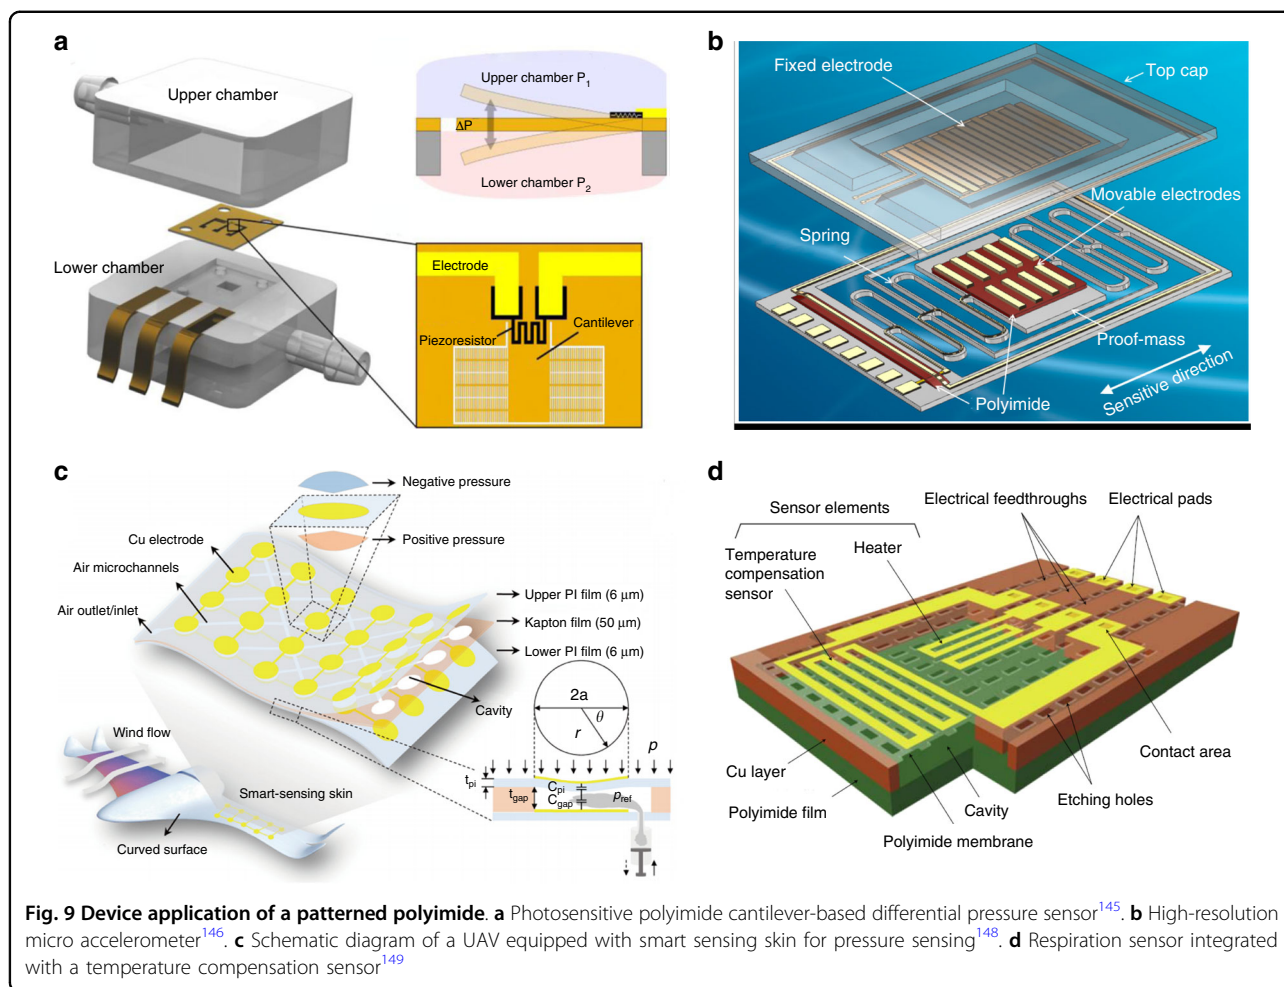 a
Upper chamber
Upper chamber P1
ΔP
Lower chamber P2
Lower chamber
Electrode
Piezoresistor
Cantilever
b
Fixed electrode
Top cap
Movable electrodes
Spring
Proof-mass
Polyimide
Sensitive direction
c
Negative pressure
Positive pressure
Cu electrode
Air microchannels
Air outlet/inlet
Upper PI film (6 μm)
Kapton film (50 μm)
Lower PI film (6 μm)
Cavity
2a
θ
r
p
tpi
tgap
Cpi
Cgap
pref
Wind flow
Smart-sensing skin
Curved surface
d
Electrical feedthroughs
Electrical pads
Sensor elements
Temperature
compensation
sensor
Heater
Contact area
Etching holes
Cu layer
Polyimide film
Cavity
Polyimide membrane
Fig. 9 Device application of a patterned polyimide. a Photosensitive polyimide cantilever-based differential pressure sensor145. b High-resolution
micro accelerometer146. c Schematic diagram of a UAV equipped with smart sensing skin for pressure sensing148. d Respiration sensor integrated
with a temperature compensation sensor149